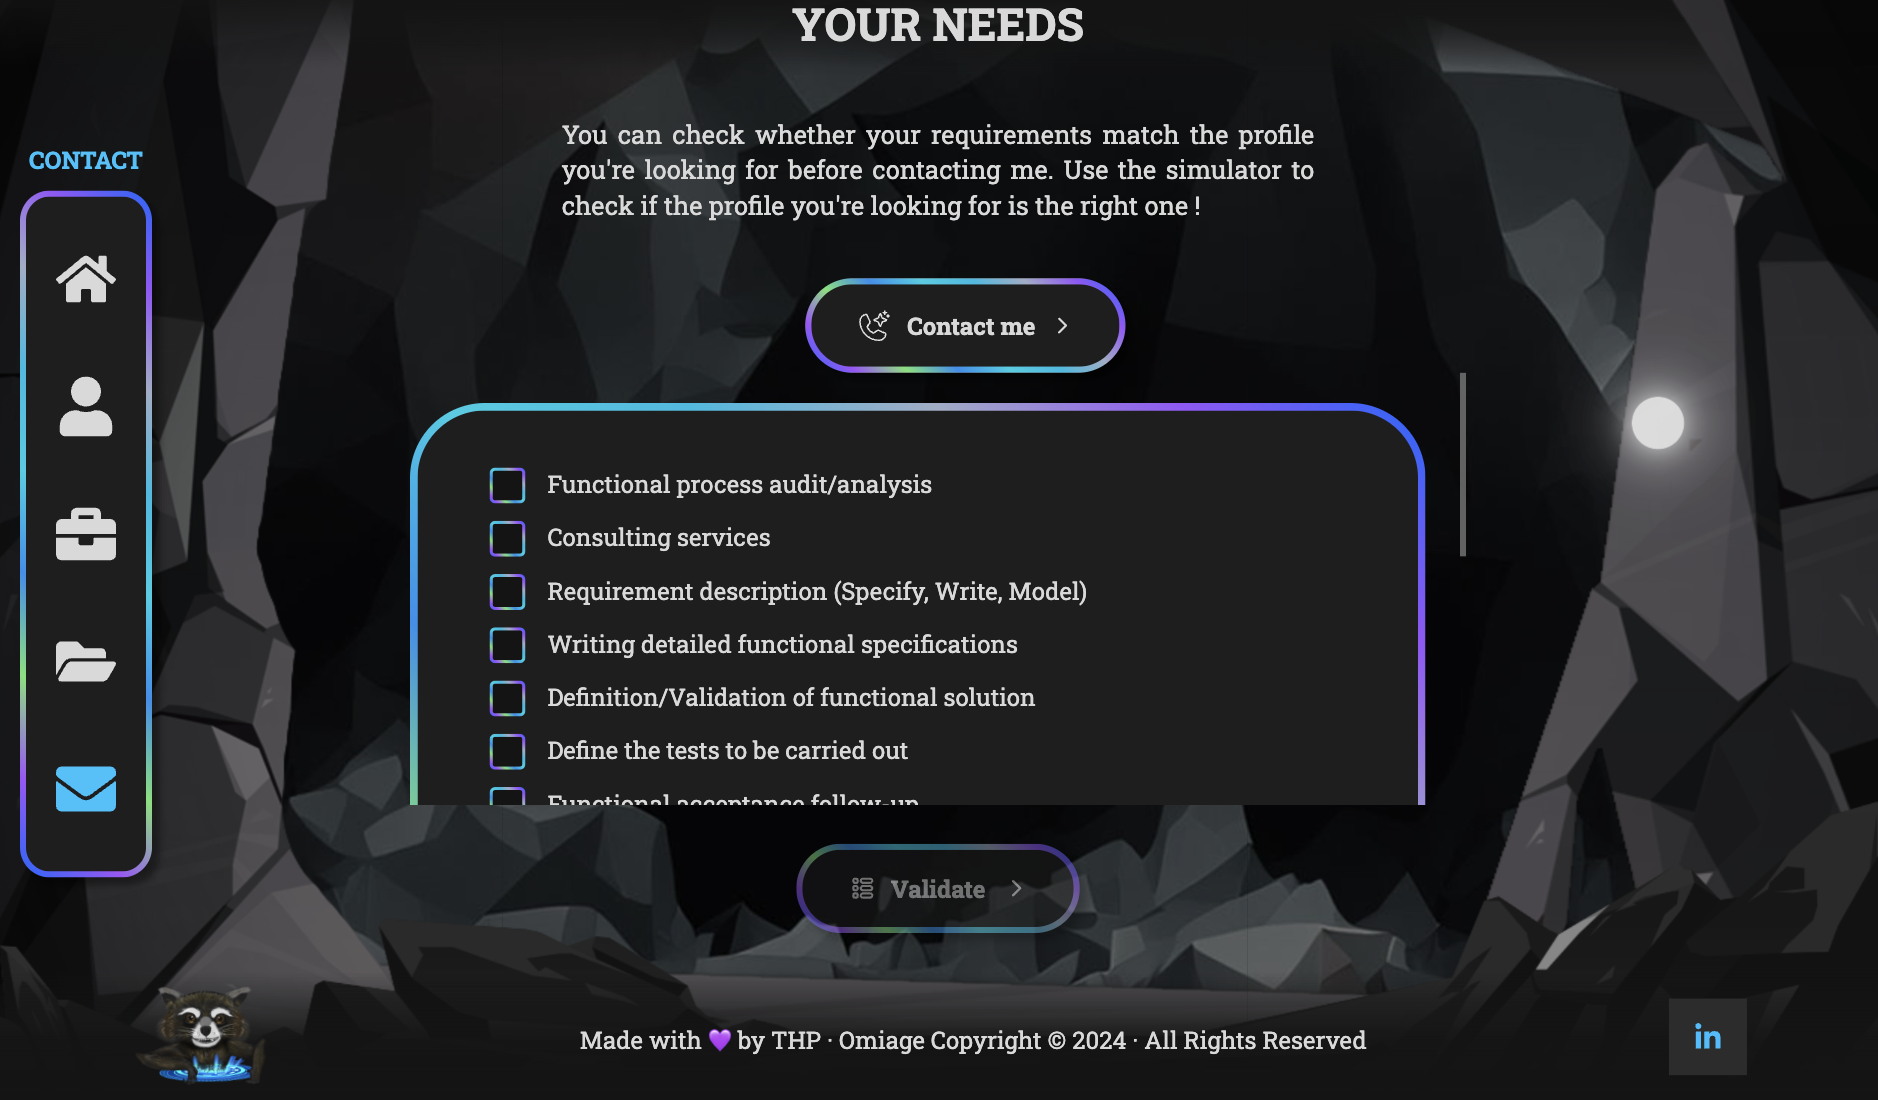 YOUR NEEDS
You can check whether your requirements match the profile
you're looking for before contacting me. Use the simulator to
check if the profile you're looking for is the right one !
CONTACT
Contact me
Functional process audit/analysis
Consulting services
Requirement description (Specify, Write, Model)
Writing detailed functional specifications
Definition/Validation of functional solution
Define the tests to be carried out
Functional acceptance follow-up
Validate
Made with 💜 by THP · Omiage Copyright © 2024 · All Rights Reserved
in